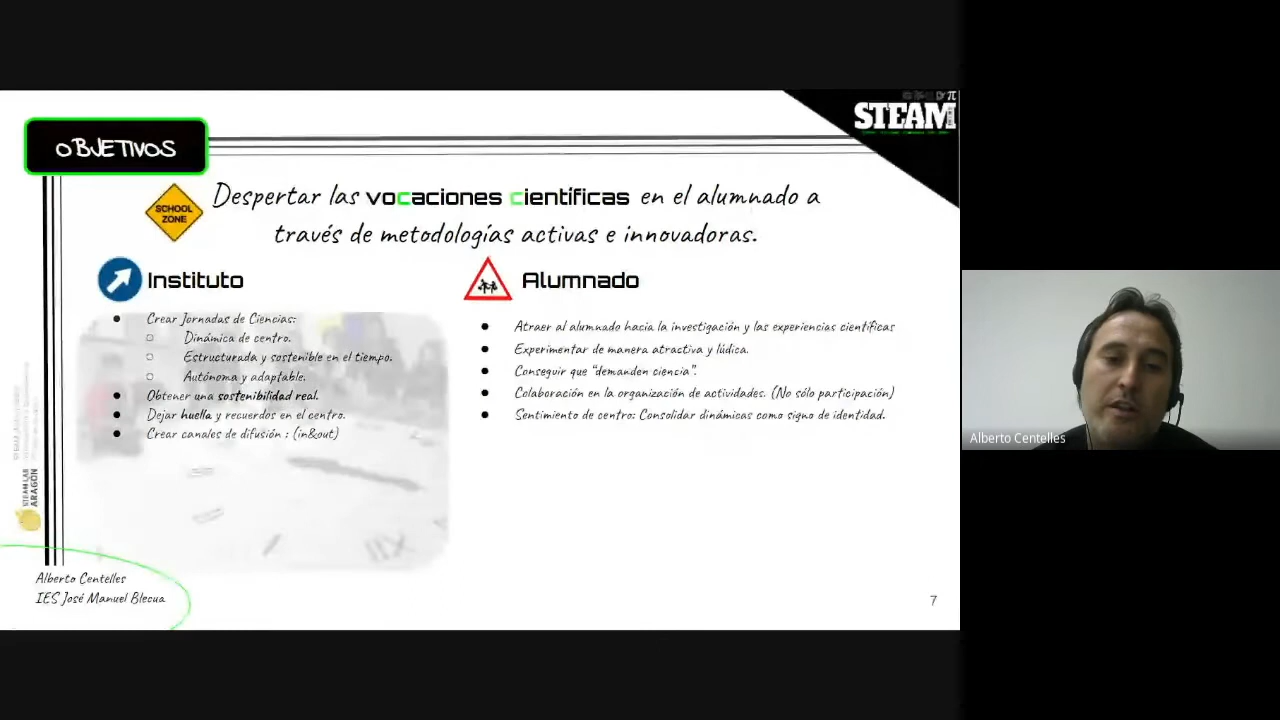 STEAM
OBJETIVOS
SCHOOL
ZONE
Despertar las vocaciones científicas en el alumnado a
través de metodologías activas e innovadoras.
Instituto
Crear Jornadas de Ciencias:
Dinámica de centro.
Estructurada y sostenible en el tiempo.
Autónoma y adaptable.
Obtener una sostenibilidad real.
Dejar huella y recuerdos en el centro.
Crear canales de difusión : (in&out)
Alumnado
Atraer al alumnado hacia la investigación y las experiencias científicas
Experimentar de manera atractiva y lúdica.
Conseguir que "demanden ciencia".
Colaboración en la organización de actividades. (No sólo participación)
Sentimiento de centro: Consolidar dinámicas como signo de identidad.
STEAM LAB
ARAGÓN
Alberto Centelles
IES José Manuel Blecua
7
Alberto Centelles